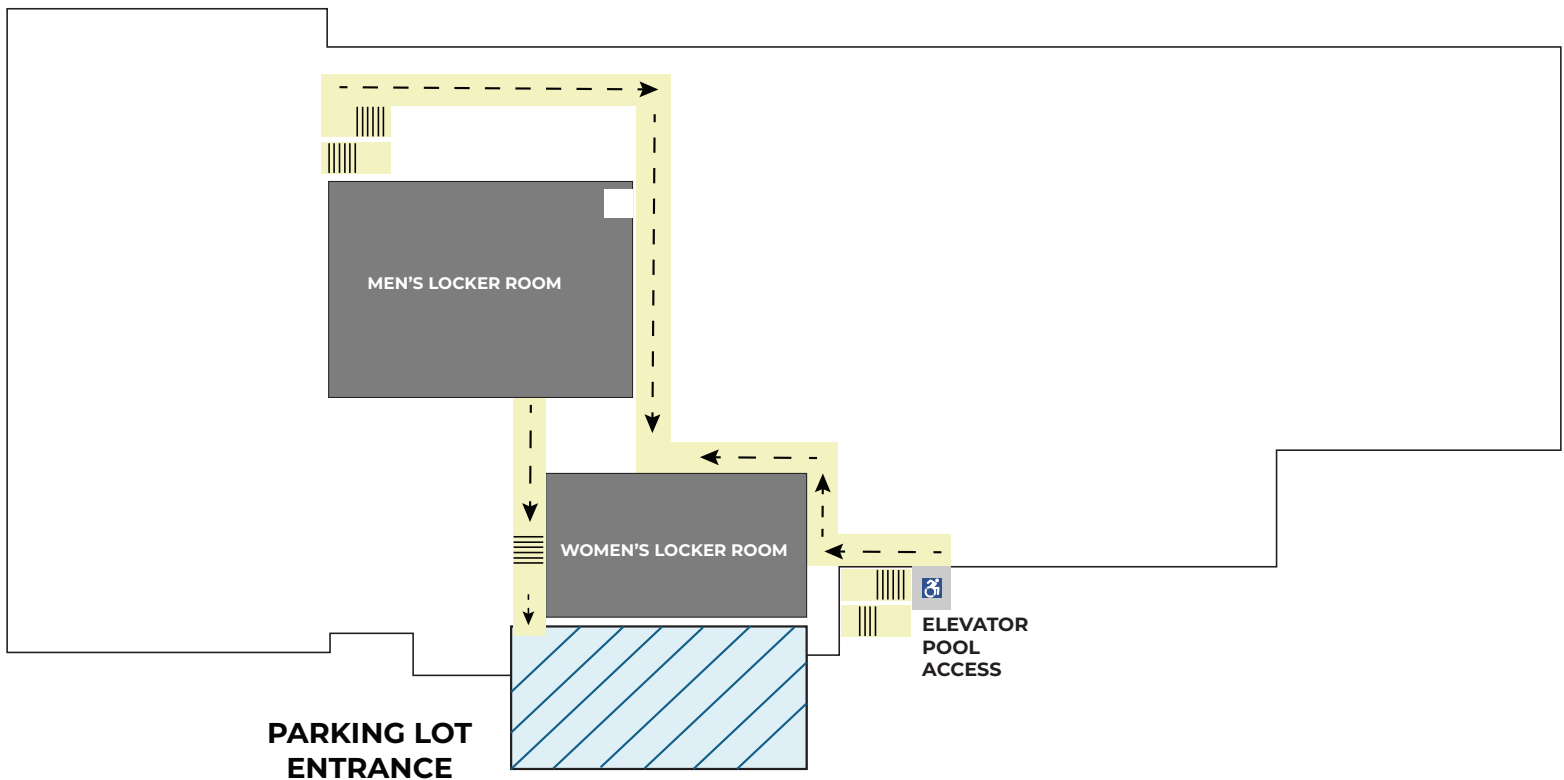 MEN’S LOCKER ROOM
WOMEN’S LOCKER ROOM
ELEVATOR
POOL
ACCESS
PARKING LOT
ENTRANCE